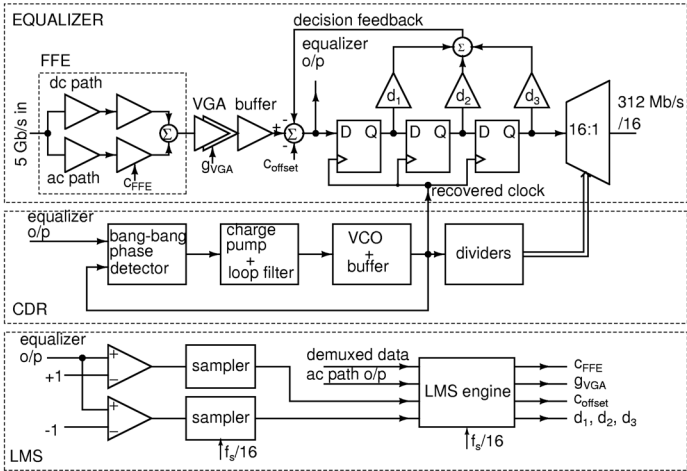 EQUALIZER
decision feedback
equalizer
o/p
Σ
FFE
dc path
VGA buffer
d1 d2 d3
312 Mb/s
/16
5 Gb/s in
Σ
+ - Σ -
D Q D Q D Q
16:1
ac path
cFFE
gVGA
coffset
recovered clock
equalizer
o/p
bang-bang
phase
detector
charge
pump
+
loop filter
VCO
+
buffer
dividers
CDR
equalizer
o/p
+
−
+1
sampler
demuxed data
ac path o/p
LMS engine
cFFE
gVGA
coffset
d1, d2, d3
+
−
-1
sampler
fs/16
fs/16
LMS